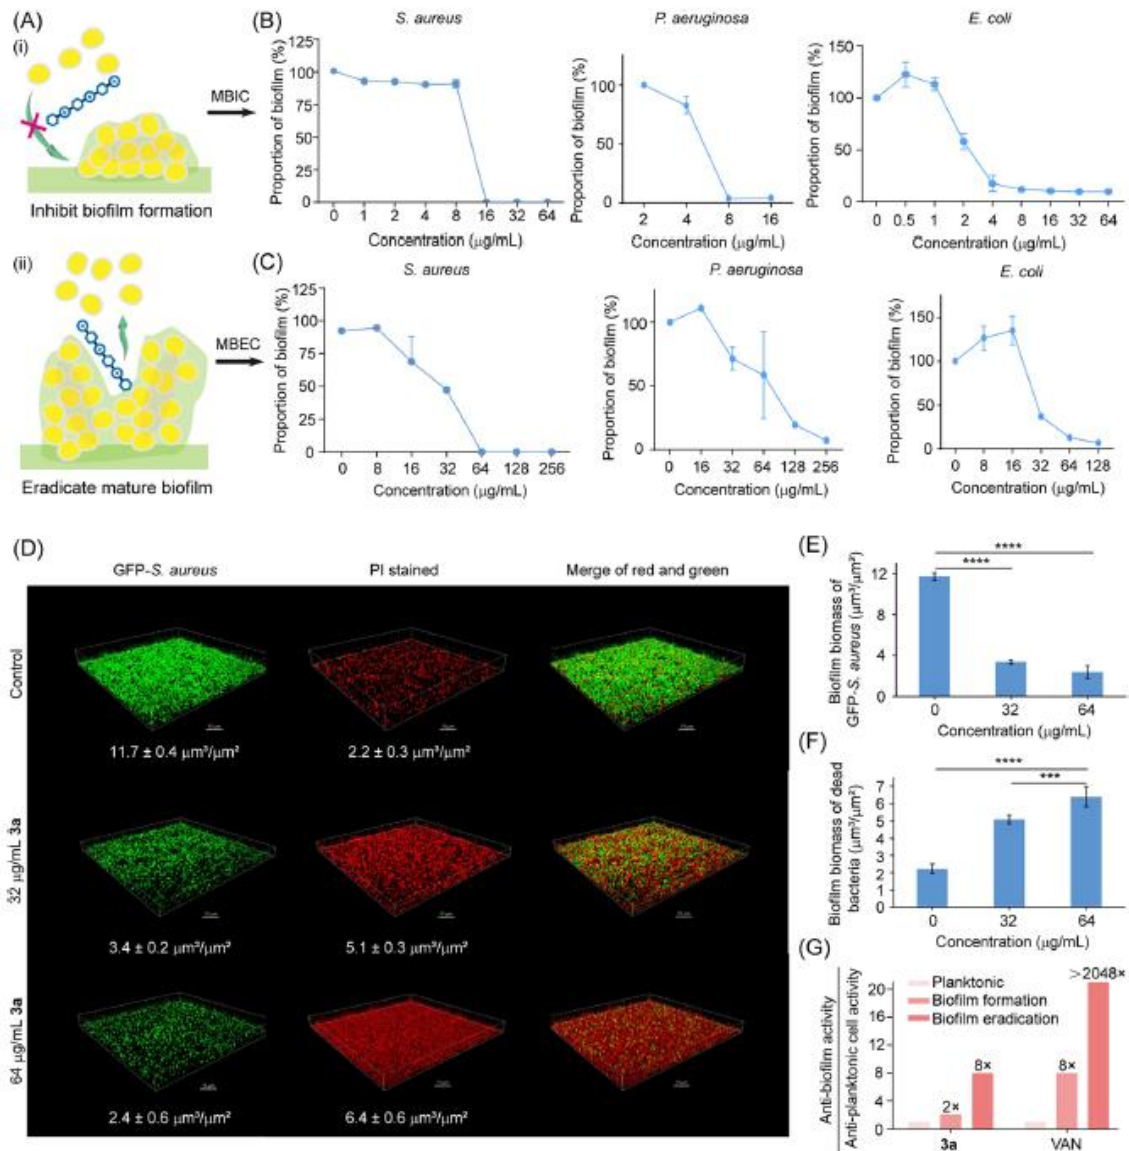 (A)
(i)
Inhibit biofilm formation
MBIC
(ii)
Eradicate mature biofilm
MBEC
(B)
S. aureus
Proportion of biofilm (%)
125
100
75
50
25
0
0 1 2 4 8 16 32 64
Concentration (μg/mL)
P. aeruginosa
Proportion of biofilm (%)
100
50
0
2 4 8 16
Concentration (μg/mL)
E. coli
Proportion of biofilm (%)
150
100
50
0
0 0.5 1 2 4 8 16 32 64
Concentration (μg/mL)
(C)
S. aureus
Proportion of biofilm (%)
125
100
75
50
25
0
0 8 16 32 64 128 256
Concentration (μg/mL)
P. aeruginosa
Proportion of biofilm (%)
100
50
0
0 16 32 64 128 256
Concentration (μg/mL)
E. coli
Proportion of biofilm (%)
150
100
50
0
0 8 16 32 64 128
Concentration (μg/mL)
(D)
GFP-S. aureus PI stained Merge of red and green
Control
11.7 ± 0.4 μm³/μm² 2.2 ± 0.3 μm³/μm²
32 μg/mL 3a
3.4 ± 0.2 μm³/μm² 5.1 ± 0.3 μm³/μm²
64 μg/mL 3a
2.4 ± 0.6 μm³/μm² 6.4 ± 0.6 μm³/μm²
(E)
Biofilm biomass of
GFP-S. aureus (μm³/μm²)
12
8
4
0
****
****
0 32 64
Concentration (μg/mL)
(F)
Biofilm biomass of dead
bacteria (μm³/μm²)
7
6
5
3
2
1
0
****
***
0 32 64
Concentration (μg/mL)
(G)
Anti-biofilm activity
Anti-planktonic cell activity
20
16
12
8
4
0
Planktonic
Biofilm formation
Biofilm eradication
2×
8×
8×
>2048×
3a VAN